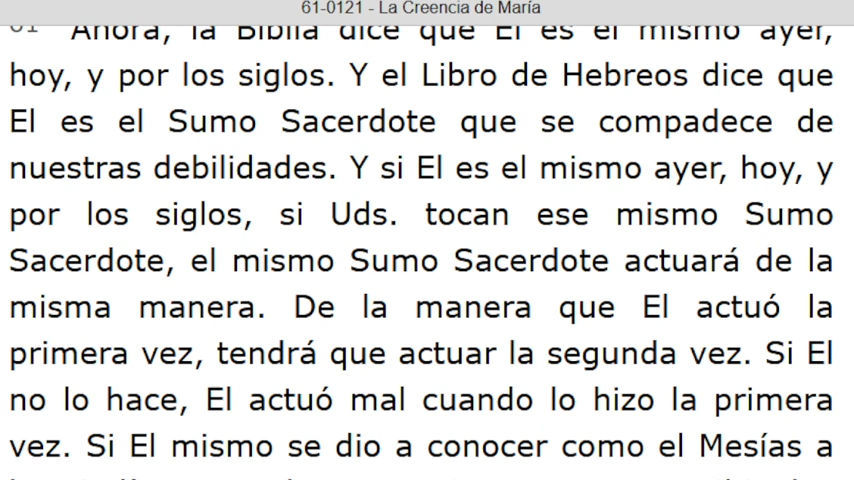 61-0121 - La Creencia de María
61 Ahora, la Biblia dice que El es el mismo ayer,
hoy, y por los siglos. Y el Libro de Hebreos dice que
El es el Sumo Sacerdote que se compadece de
nuestras debilidades. Y si El es el mismo ayer, hoy, y
por los siglos, si Uds. tocan ese mismo Sumo
Sacerdote, el mismo Sumo Sacerdote actuará de la
misma manera. De la manera que El actuó la
primera vez, tendrá que actuar la segunda vez. Si El
no lo hace, El actuó mal cuando lo hizo la primera
vez. Si El mismo se dio a conocer como el Mesías a